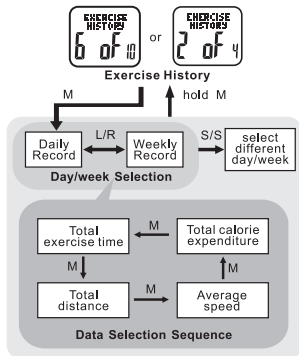 EXERCISE
HISTORY
6 of 10
or
EXERCISE
HISTORY
2 of 4
Exercise History
M
hold M
Daily
Record
L/R
Weekly
Record
S/S
select
different
day/week
Day/week Selection
Total
exercise time
M
Total calorie
expenditure
M
M
Total
distance
M
Average
speed
Data Selection Sequence